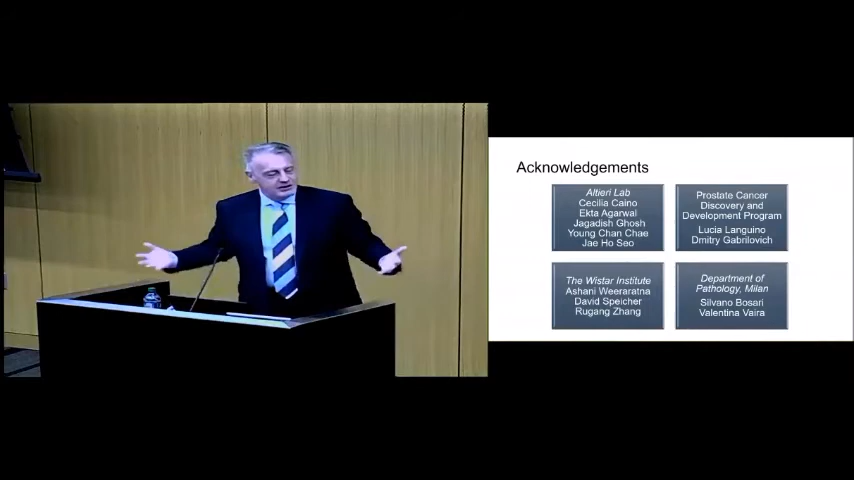 Acknowledgements
Altieri Lab
Cecilia Caino
Ekta Agarwal
Jagadish Ghosh
Young Chan Chae
Jae Ho Seo
Prostate Cancer
Discovery and
Development Program
Lucia Languino
Dmitry Gabrilovich
The Wistar Institute
Ashani Weeraratna
David Speicher
Rugang Zhang
Department of
Pathology, Milan
Silvano Bosari
Valentina Vaira